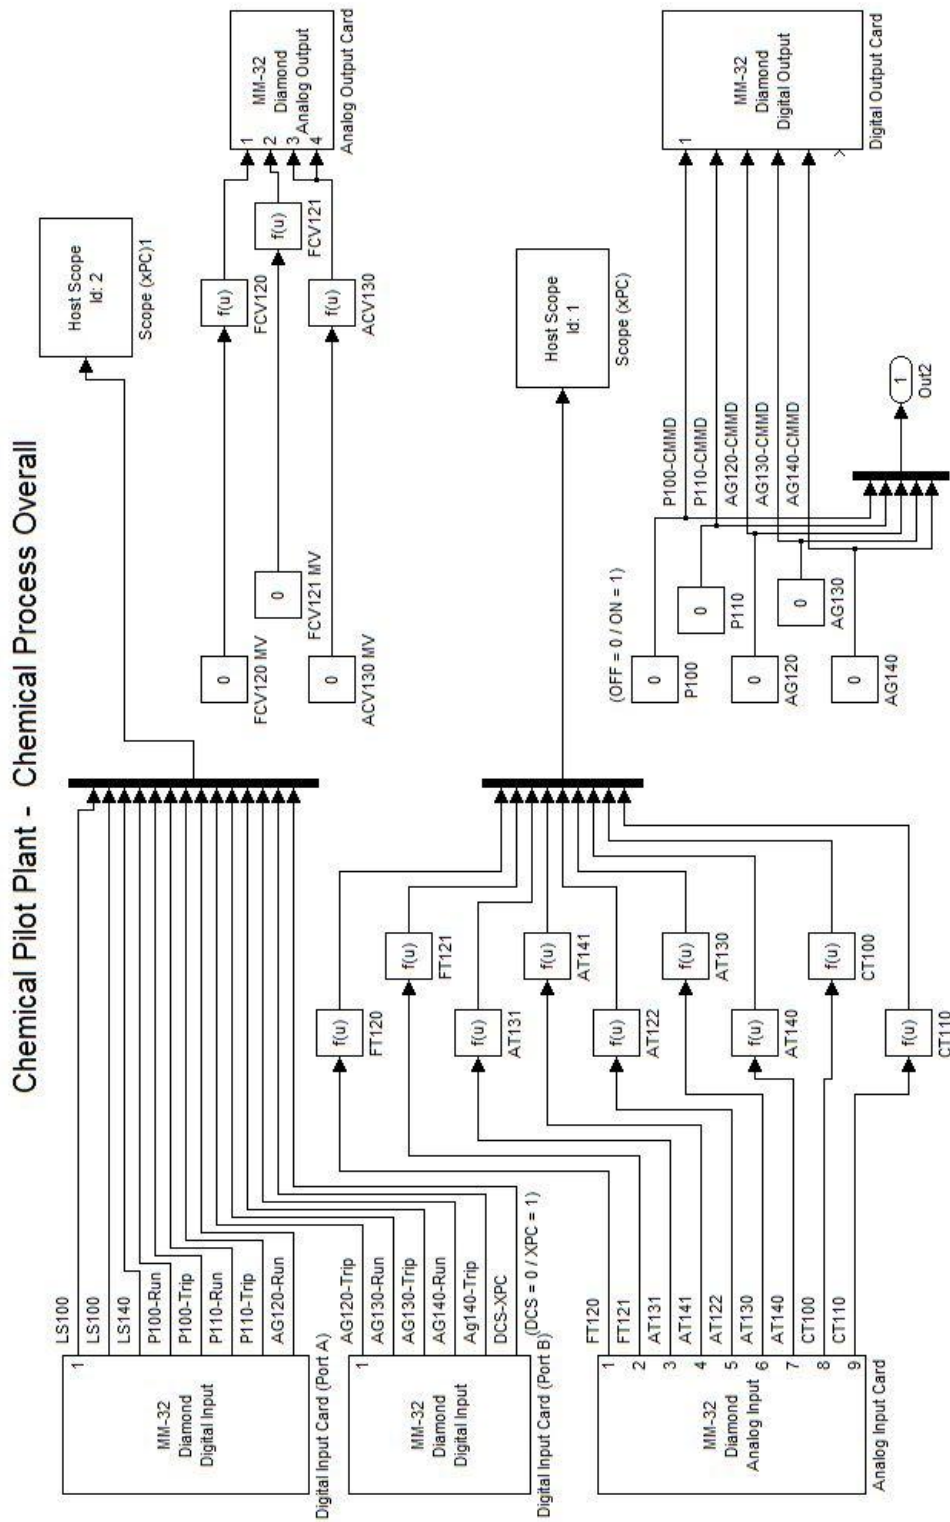 Chemical Pilot Plant - Chemical Process Overall
MM-32
Diamond
Digital Input
1
Digital Input Card (Port A)
LS100
LS100
LS140
P100-Run
P100-Trip
P110-Run
P110-Trip
AG120-Run
MM-32
Diamond
Digital Input
1
Digital Input Card (Port B)
AG120-Trip
AG130-Run
AG130-Trip
AG140-Run
Ag140-Trip
DCS-XPC
(DCS = 0 / XPC = 1)
MM-32
Diamond
Analog Input
1
2
3
4
5
6
7
8
9
Analog Input Card
FT120
FT121
AT131
AT141
AT122
AT130
AT140
CT100
CT110
f(u)
FT120
f(u)
FT121
f(u)
AT131
f(u)
AT141
f(u)
AT122
f(u)
AT130
f(u)
AT140
f(u)
CT100
f(u)
CT110
Host Scope
Id: 2
Scope (xPC)1
0
FCV120 MV
0
FCV121 MV
0
ACV130 MV
f(u)
FCV120
f(u)
FCV121
f(u)
ACV130
MM-32
Diamond
Analog Output
1
2
3
4
Analog Output Card
Host Scope
Id: 1
Scope (xPC)
(OFF = 0 / ON = 1)
0
P100
0
P110
0
AG120
0
AG130
0
AG140
P100-CMMD
P110-CMMD
AG120-CMMD
AG130-CMMD
AG140-CMMD
1
Out2
MM-32
Diamond
Digital Output
1
Digital Output Card